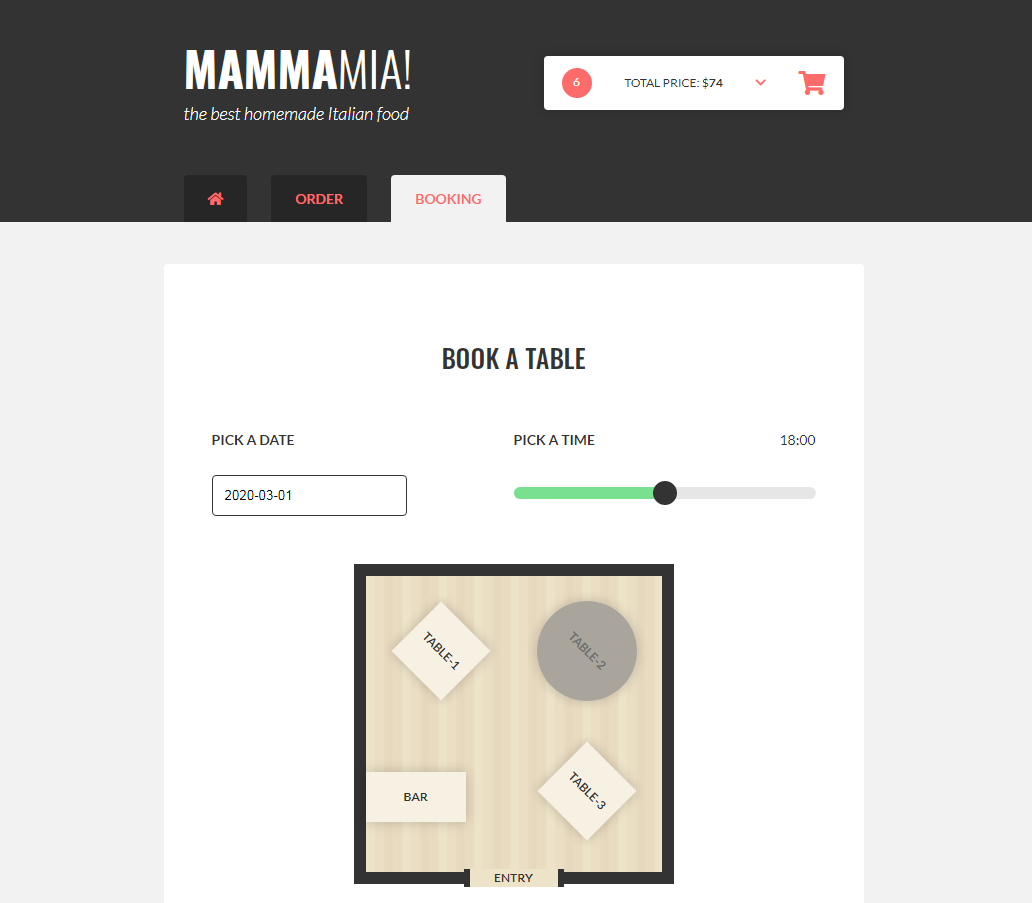 MAMMAMIA!
the best homemade Italian food
6
TOTAL PRICE: $74
ORDER
BOOKING
BOOK A TABLE
PICK A DATE
PICK A TIME
18:00
2020-03-01
TABLE-1
TABLE-2
BAR
TABLE-3
ENTRY